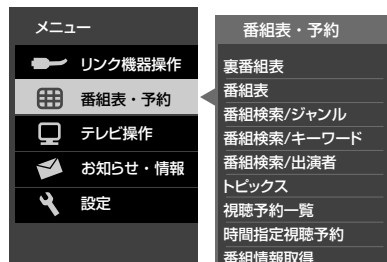 メニュー
リンク機器操作
番組表・予約
テレビ操作
お知らせ・情報
設定
番組表・予約
裏番組表
番組表
番組検索/ジャンル
番組検索/キーワード
番組検索/出演者
トピックス
視聴予約一覧
時間指定視聴予約
番組情報取得